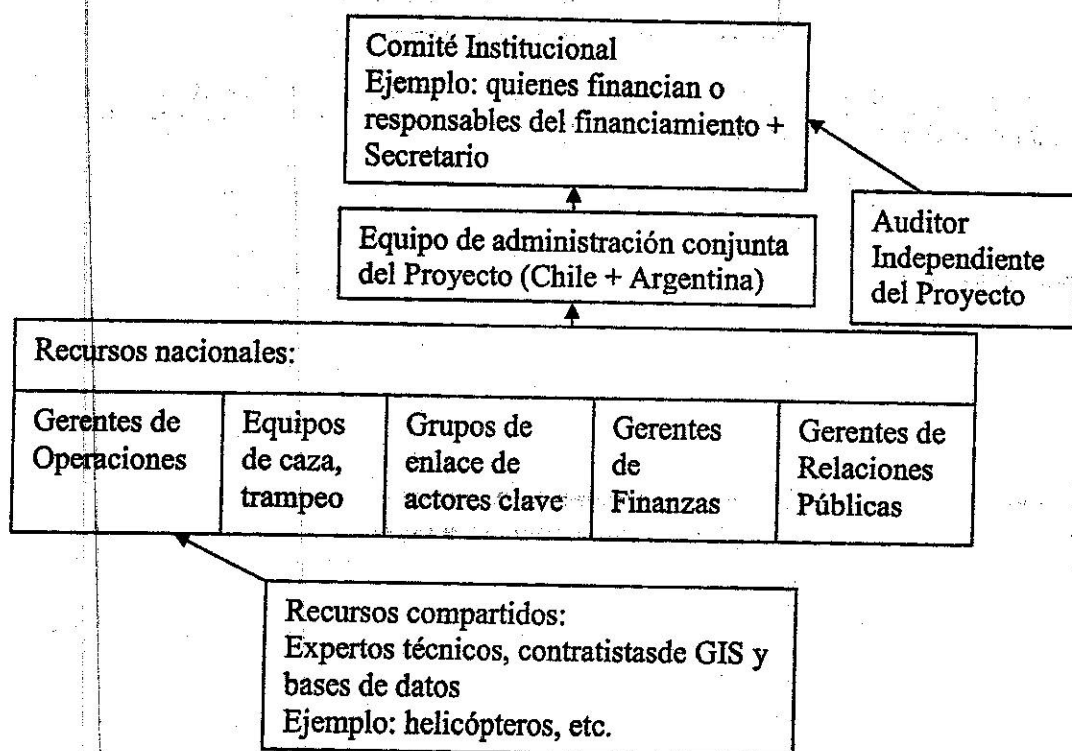 Comité Institucional
Ejemplo: quienes financian o
responsables del financiamiento +
Secretario
Equipo de administración conjunta
del Proyecto (Chile + Argentina)
Auditor
Independiente
del Proyecto
Recursos nacionales:
Gerentes de
Operaciones
Equipos
de caza,
trampeo
Grupos de
enlace de
actores clave
Gerentes
de
Finanzas
Gerentes de
Relaciones
Públicas
Recursos compartidos:
Expertos técnicos, contratistasde GIS y
bases de datos
Ejemplo: helicópteros, etc.